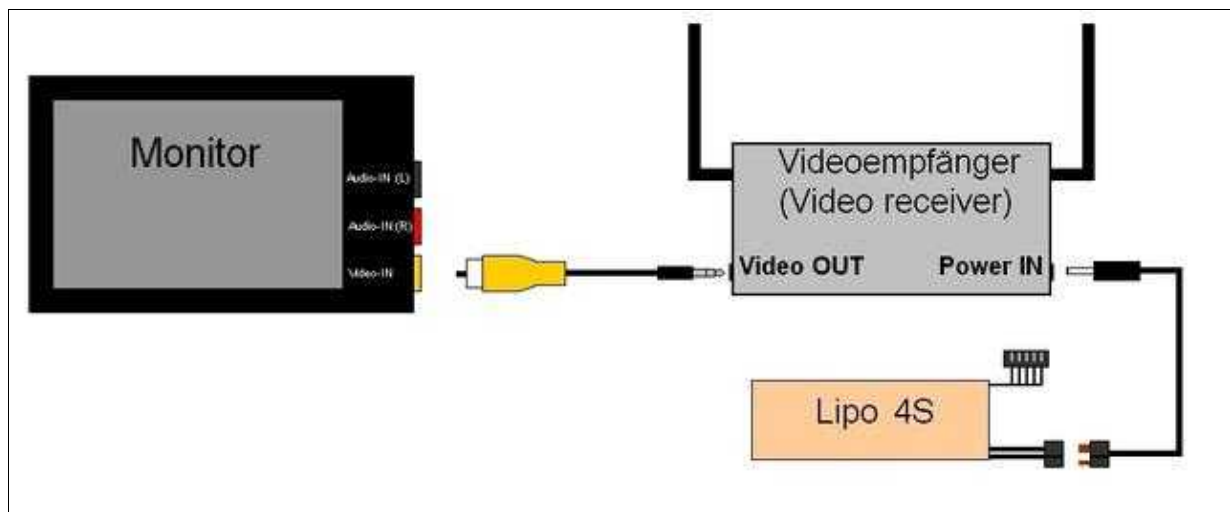 Monitor
Audio-IN (L)
Audio-IN (R)
Video-IN
Videoempfänger
(Video receiver)
Video OUT
Power IN
Lipo 4S